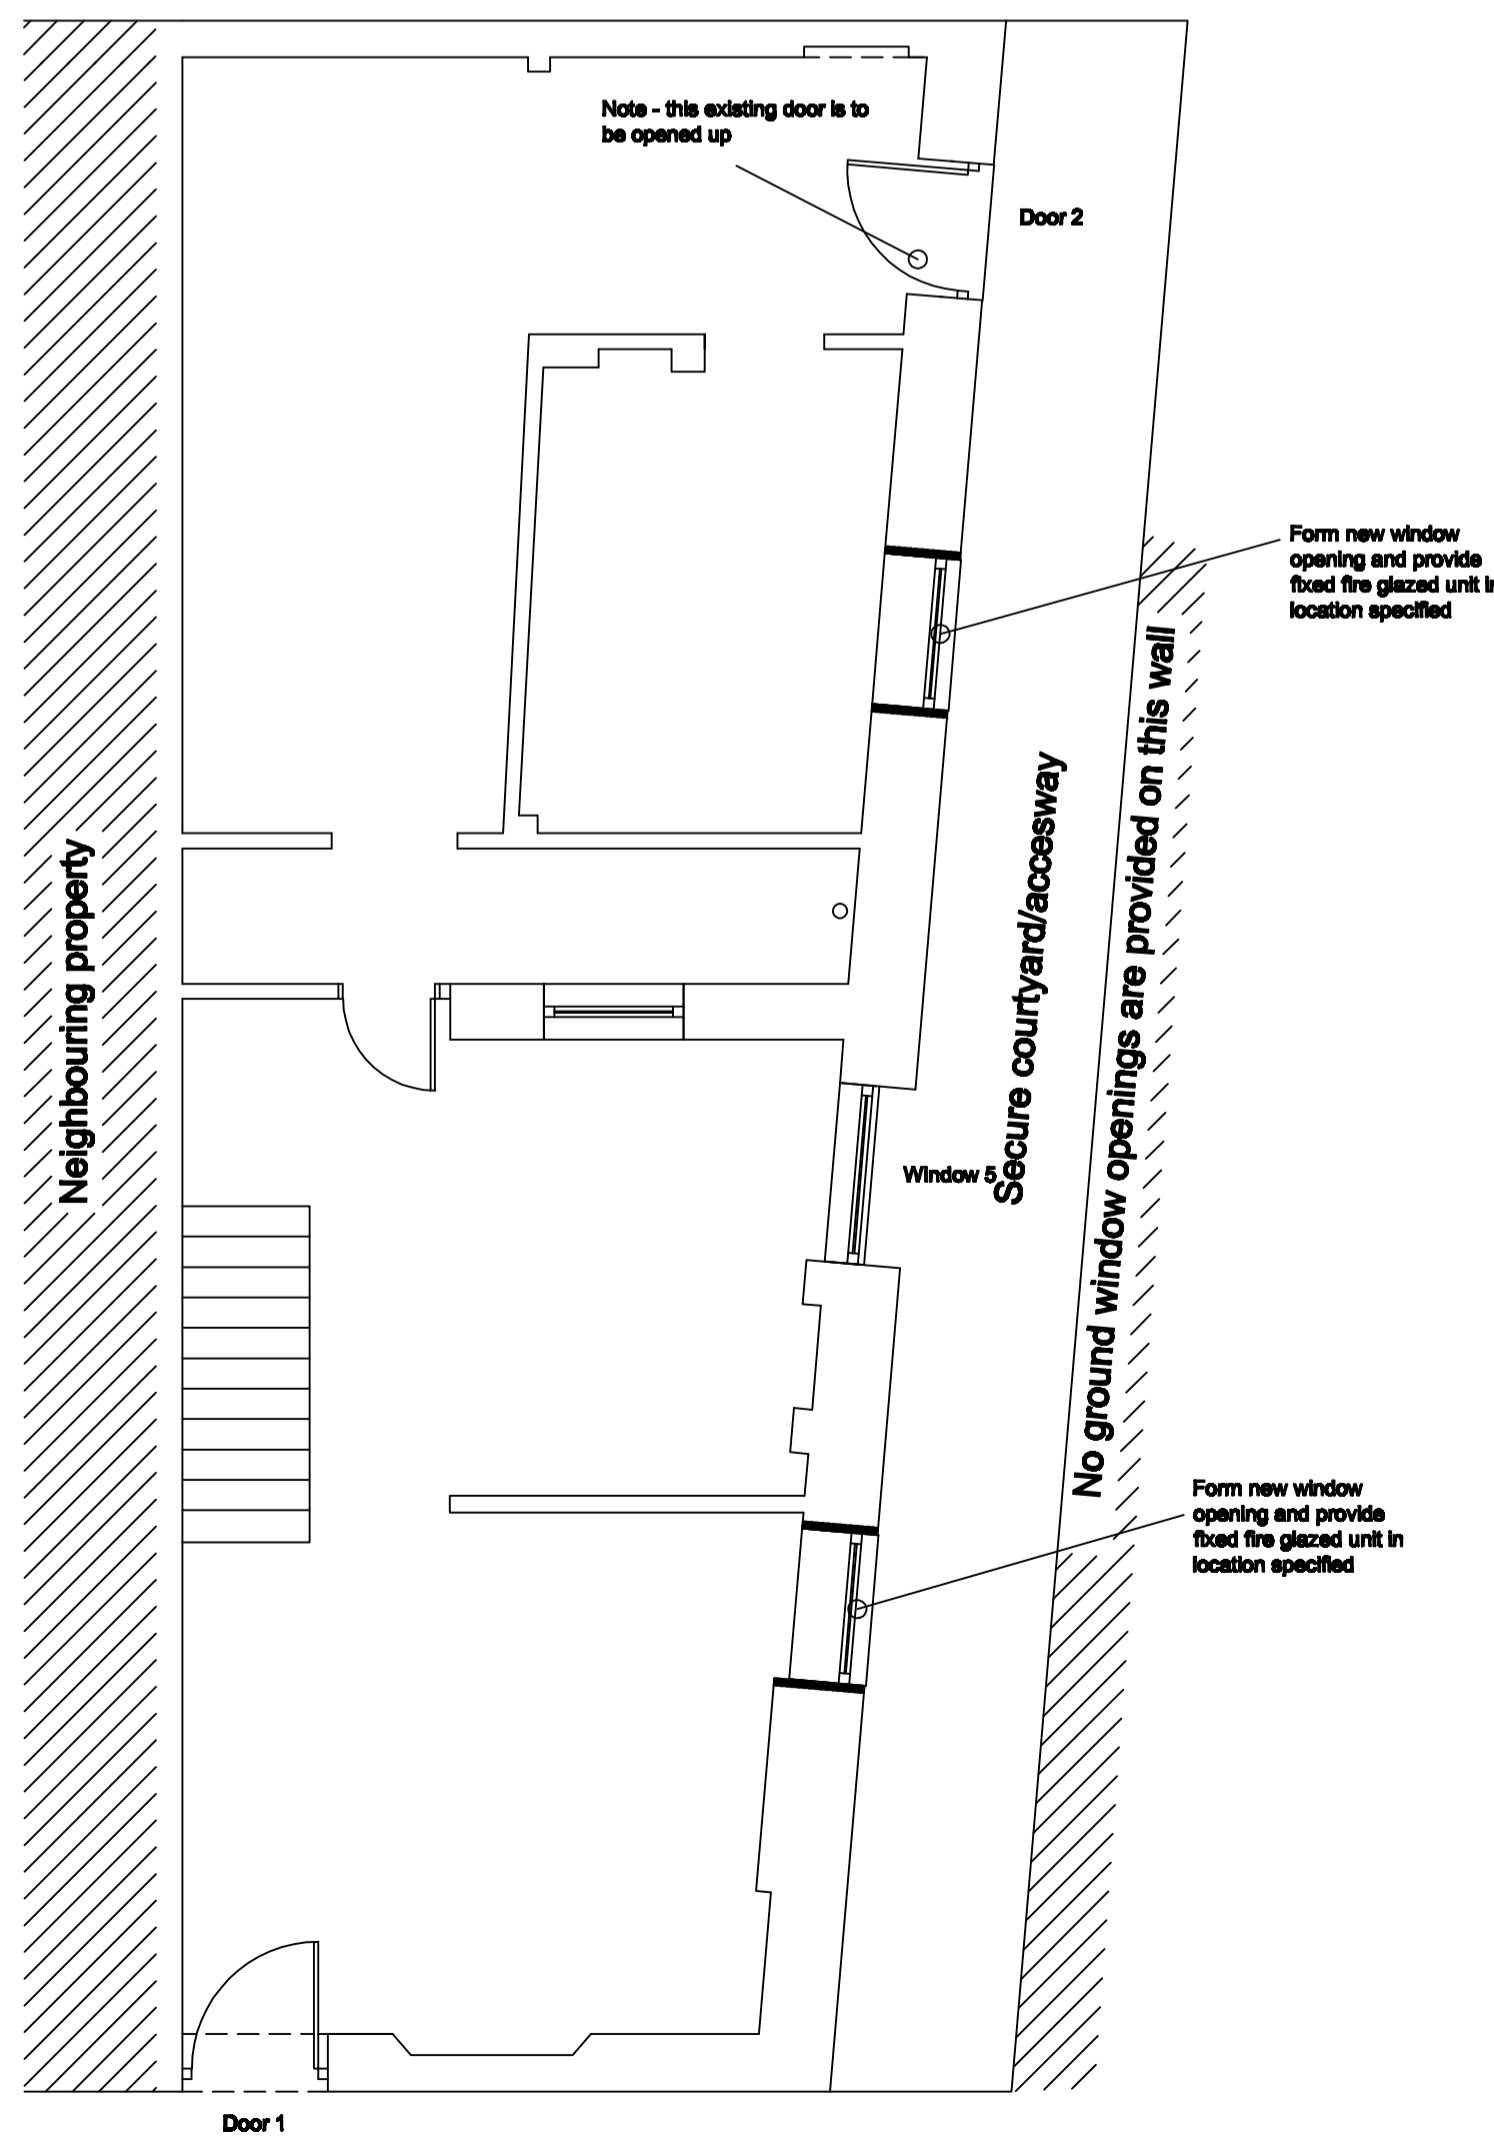 Note - this existing door is to
be opened up
Door 2
Form new window
opening and provide
fixed fire glazed unit
location specified
Neighbouring property
Secure courtyard/accesway
No ground window openings are provided on this wall
Window 5
Form new window
opening and provide
fixed fire glazed unit in
location specified
Door 1